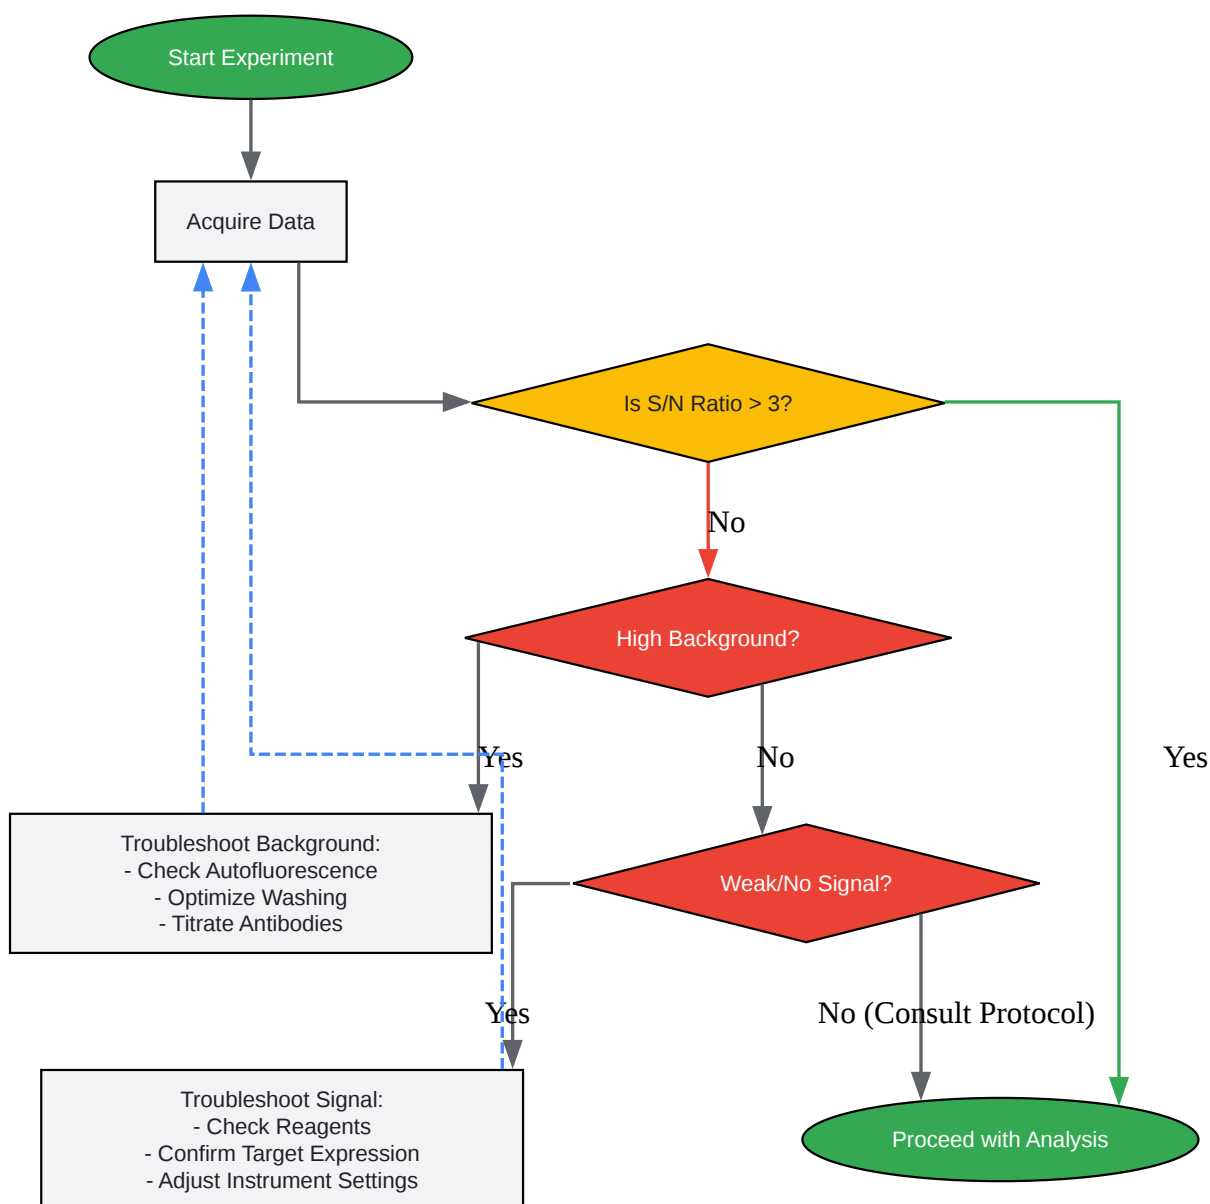 Start Experiment
Acquire Data
Is S/N Ratio > 3?
No
High Background?
Yes
No
Yes
Troubleshoot Background:
- Check Autofluorescence
- Optimize Washing
- Titrate Antibodies
Weak/No Signal?
Yes
No (Consult Protocol)
Troubleshoot Signal:
- Check Reagents
- Confirm Target Expression
- Adjust Instrument Settings
Proceed with Analysis